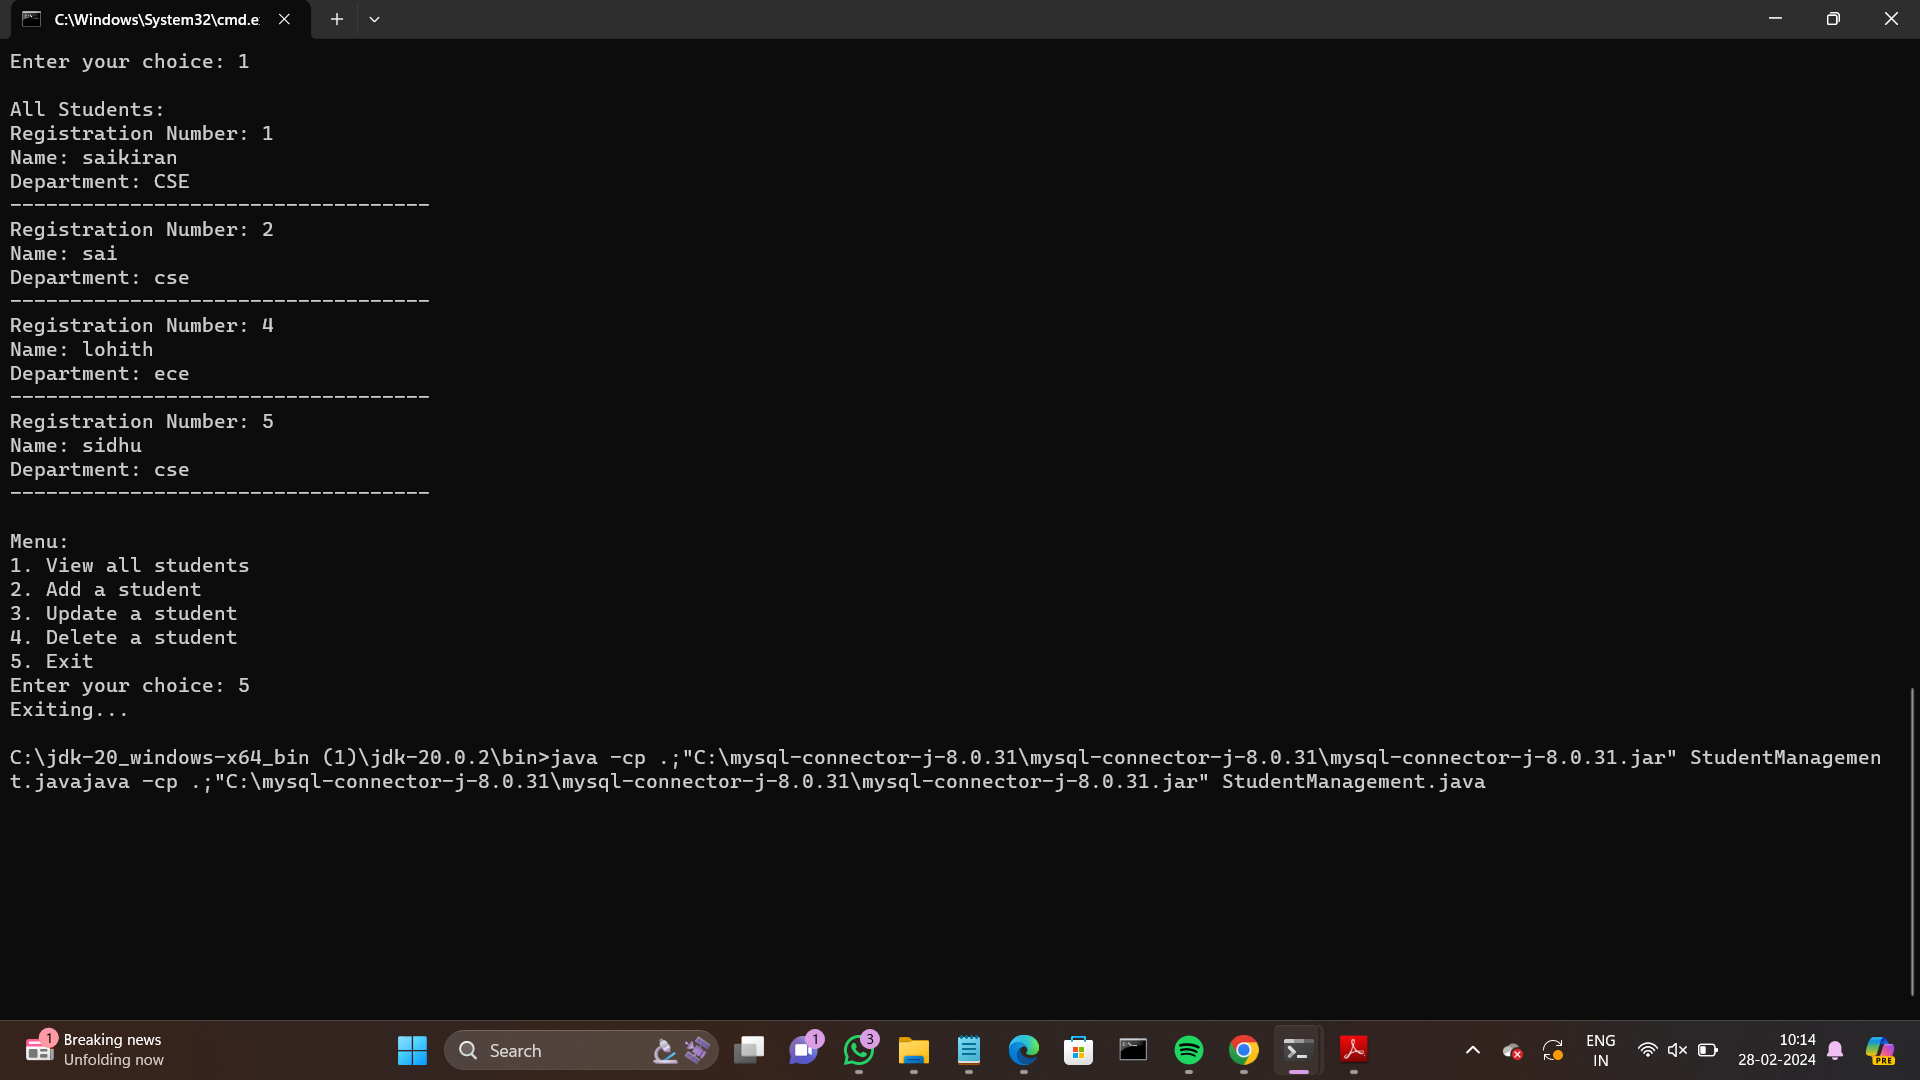 C:\Windows\System32\cmd.e
Enter your choice: 1
All Students:
Registration Number: 1
Name: saikiran
Department: CSE
-----------------------------------
Registration Number: 2
Name: sai
Department: cse
-----------------------------------
Registration Number: 4
Name: lohith
Department: ece
-----------------------------------
Registration Number: 5
Name: sidhu
Department: cse
-----------------------------------
Menu:
1. View all students
2. Add a student
3. Update a student
4. Delete a student
5. Exit
Enter your choice: 5
Exiting...
C:\jdk-20_windows-x64_bin (1)\jdk-20.0.2\bin>java -cp .;"C:\mysql-connector-j-8.0.31\mysql-connector-j-8.0.31\mysql-connector-j-8.0.31.jar" StudentManagemen
t.javajava -cp .;"C:\mysql-connector-j-8.0.31\mysql-connector-j-8.0.31\mysql-connector-j-8.0.31.jar" StudentManagement.java
1
Breaking news
Unfolding now
Search
1
3
ENG
IN
10:14
28-02-2024
PRE